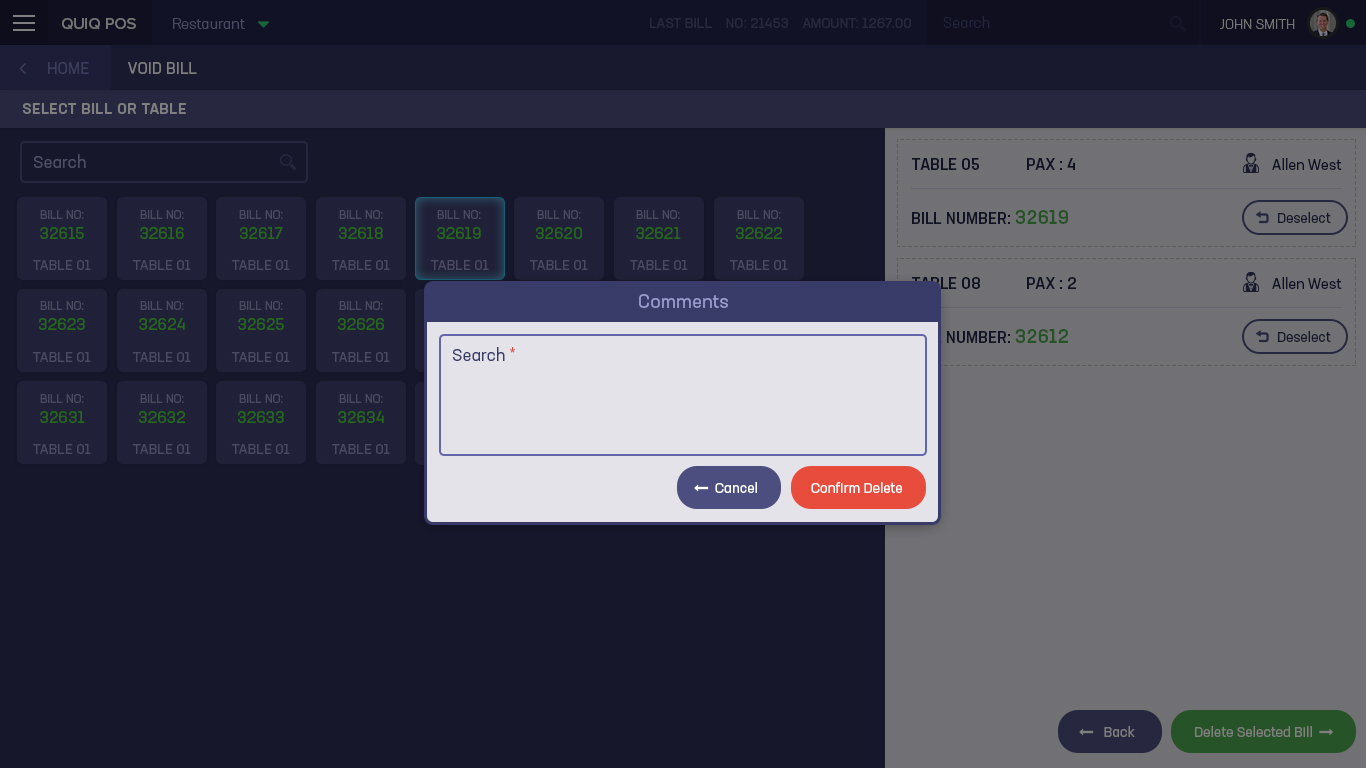 QUIQ POS Restaurant LAST BILL NO: 21453 AMOUNT: 1267.00 Search JOHN SMITH
HOME VOID BILL
SELECT BILL OR TABLE
Search
BILL NO: BILL NO: BILL NO: BILL NO: BILL NO: BILL NO: BILL NO: BILL NO:
32615 32616 32617 32618 32619 32620 32621 32622
TABLE 01 TABLE 01 TABLE 01 TABLE 01 TABLE 01 TABLE 01 TABLE 01 TABLE 01
BILL NO: BILL NO: BILL NO: BILL NO:
32623 32624 32625 32626
TABLE 01 TABLE 01 TABLE 01 TABLE 01
BILL NO: BILL NO: BILL NO: BILL NO:
32631 32632 32633 32634
TABLE 01 TABLE 01 TABLE 01 TABLE 01
TABLE 05 PAX : 4 Allen West
BILL NUMBER: 32619 Deselect
TABLE 08 PAX : 2 Allen West
NUMBER: 32612 Deselect
Comments
Search *
Cancel Confirm Delete
Back Delete Selected Bill